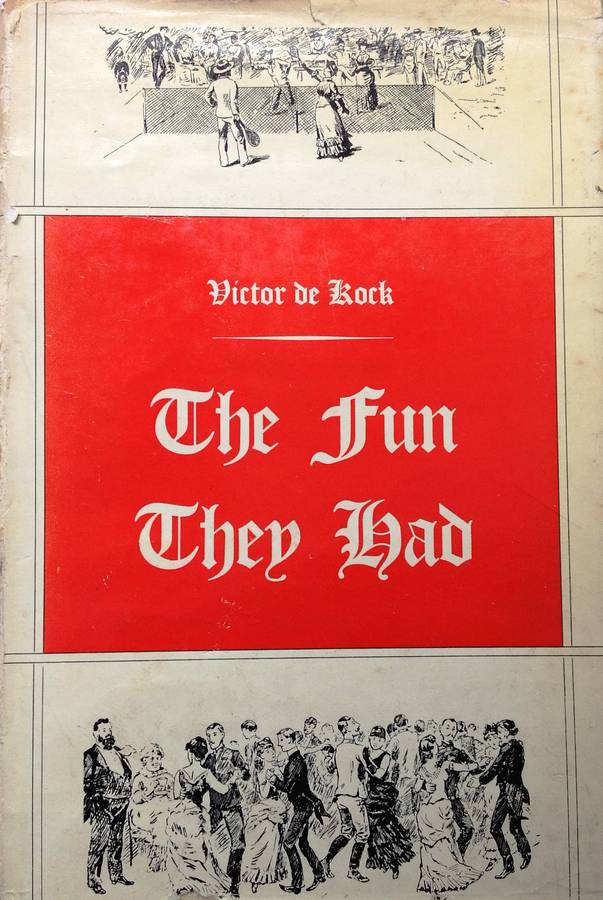 Victor de Kock
The Fun
They Had